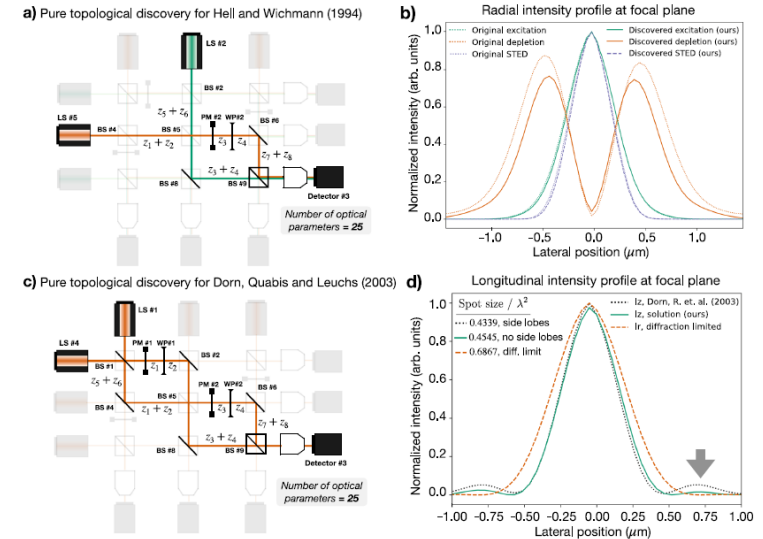 a) Pure topological discovery for Hell and Wichmann (1994)
LS #2
BS #2
z5 + z6
LS #5
BS #4
BS #5
PM #2 WP#2
BS #6
z1 + z2
z3
z4
z7 + z8
z3 + z4
BS #8
BS #9
Detector #3
Number of optical
parameters = 25
b) Radial intensity profile at focal plane
Normalized intensity (arb. units)
Original excitation
Original depletion
Original STED
Discovered excitation (ours)
Discovered depletion (ours)
Discovered STED (ours)
1.0
0.8
0.6
0.4
0.2
0.0
−1.0 −0.5 0.0 0.5 1.0
Lateral position (μm)
c) Pure topological discovery for Dorn, Quabis and Leuchs (2003)
LS #1
LS #4
BS #1
PM #1 WP#1
BS #2
z1
z2
z5 + z6
BS #4
BS #5
PM #2 WP#2
BS #6
z1 + z2
z3
z4
z7 + z8
z3 + z4
BS #8
BS #9
Detector #3
Number of optical
parameters = 25
d) Longitudinal intensity profile at focal plane
Normalized intensity (arb. units)
Spot size / λ2
0.4339, side lobes
0.4545, no side lobes
0.6867, diff. limit
Iz, Dorn, R. et. al. (2003)
Iz, solution (ours)
Ir, diffraction limited
1.0
0.8
0.6
0.4
0.2
0.0
−1.00 −0.75 −0.50 −0.25 0.00 0.25 0.50 0.75 1.00
Lateral position (μm)